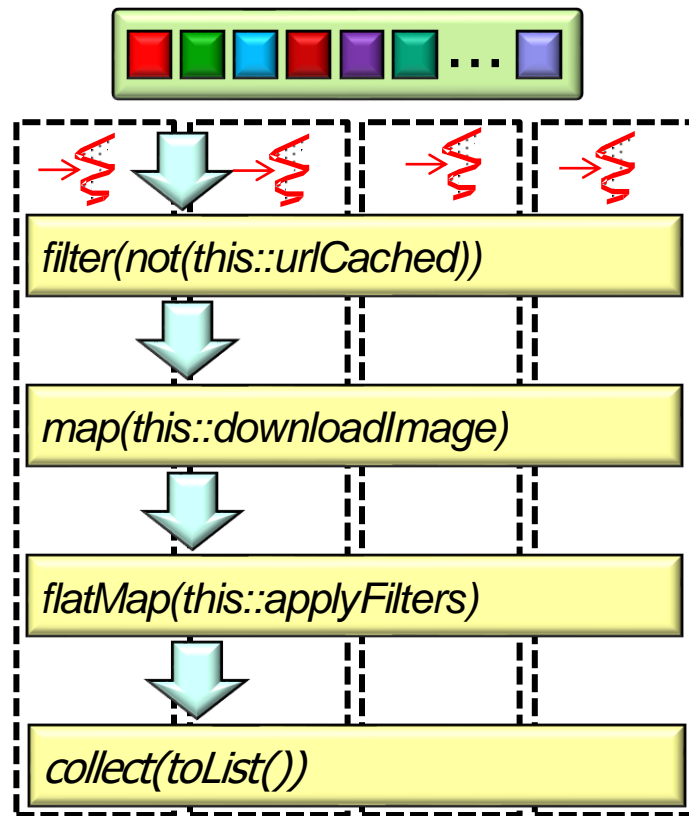 ...
filter(not(this::urlCached))
map(this::downloadImage)
flatMap(this::applyFilters)
collect(toList())